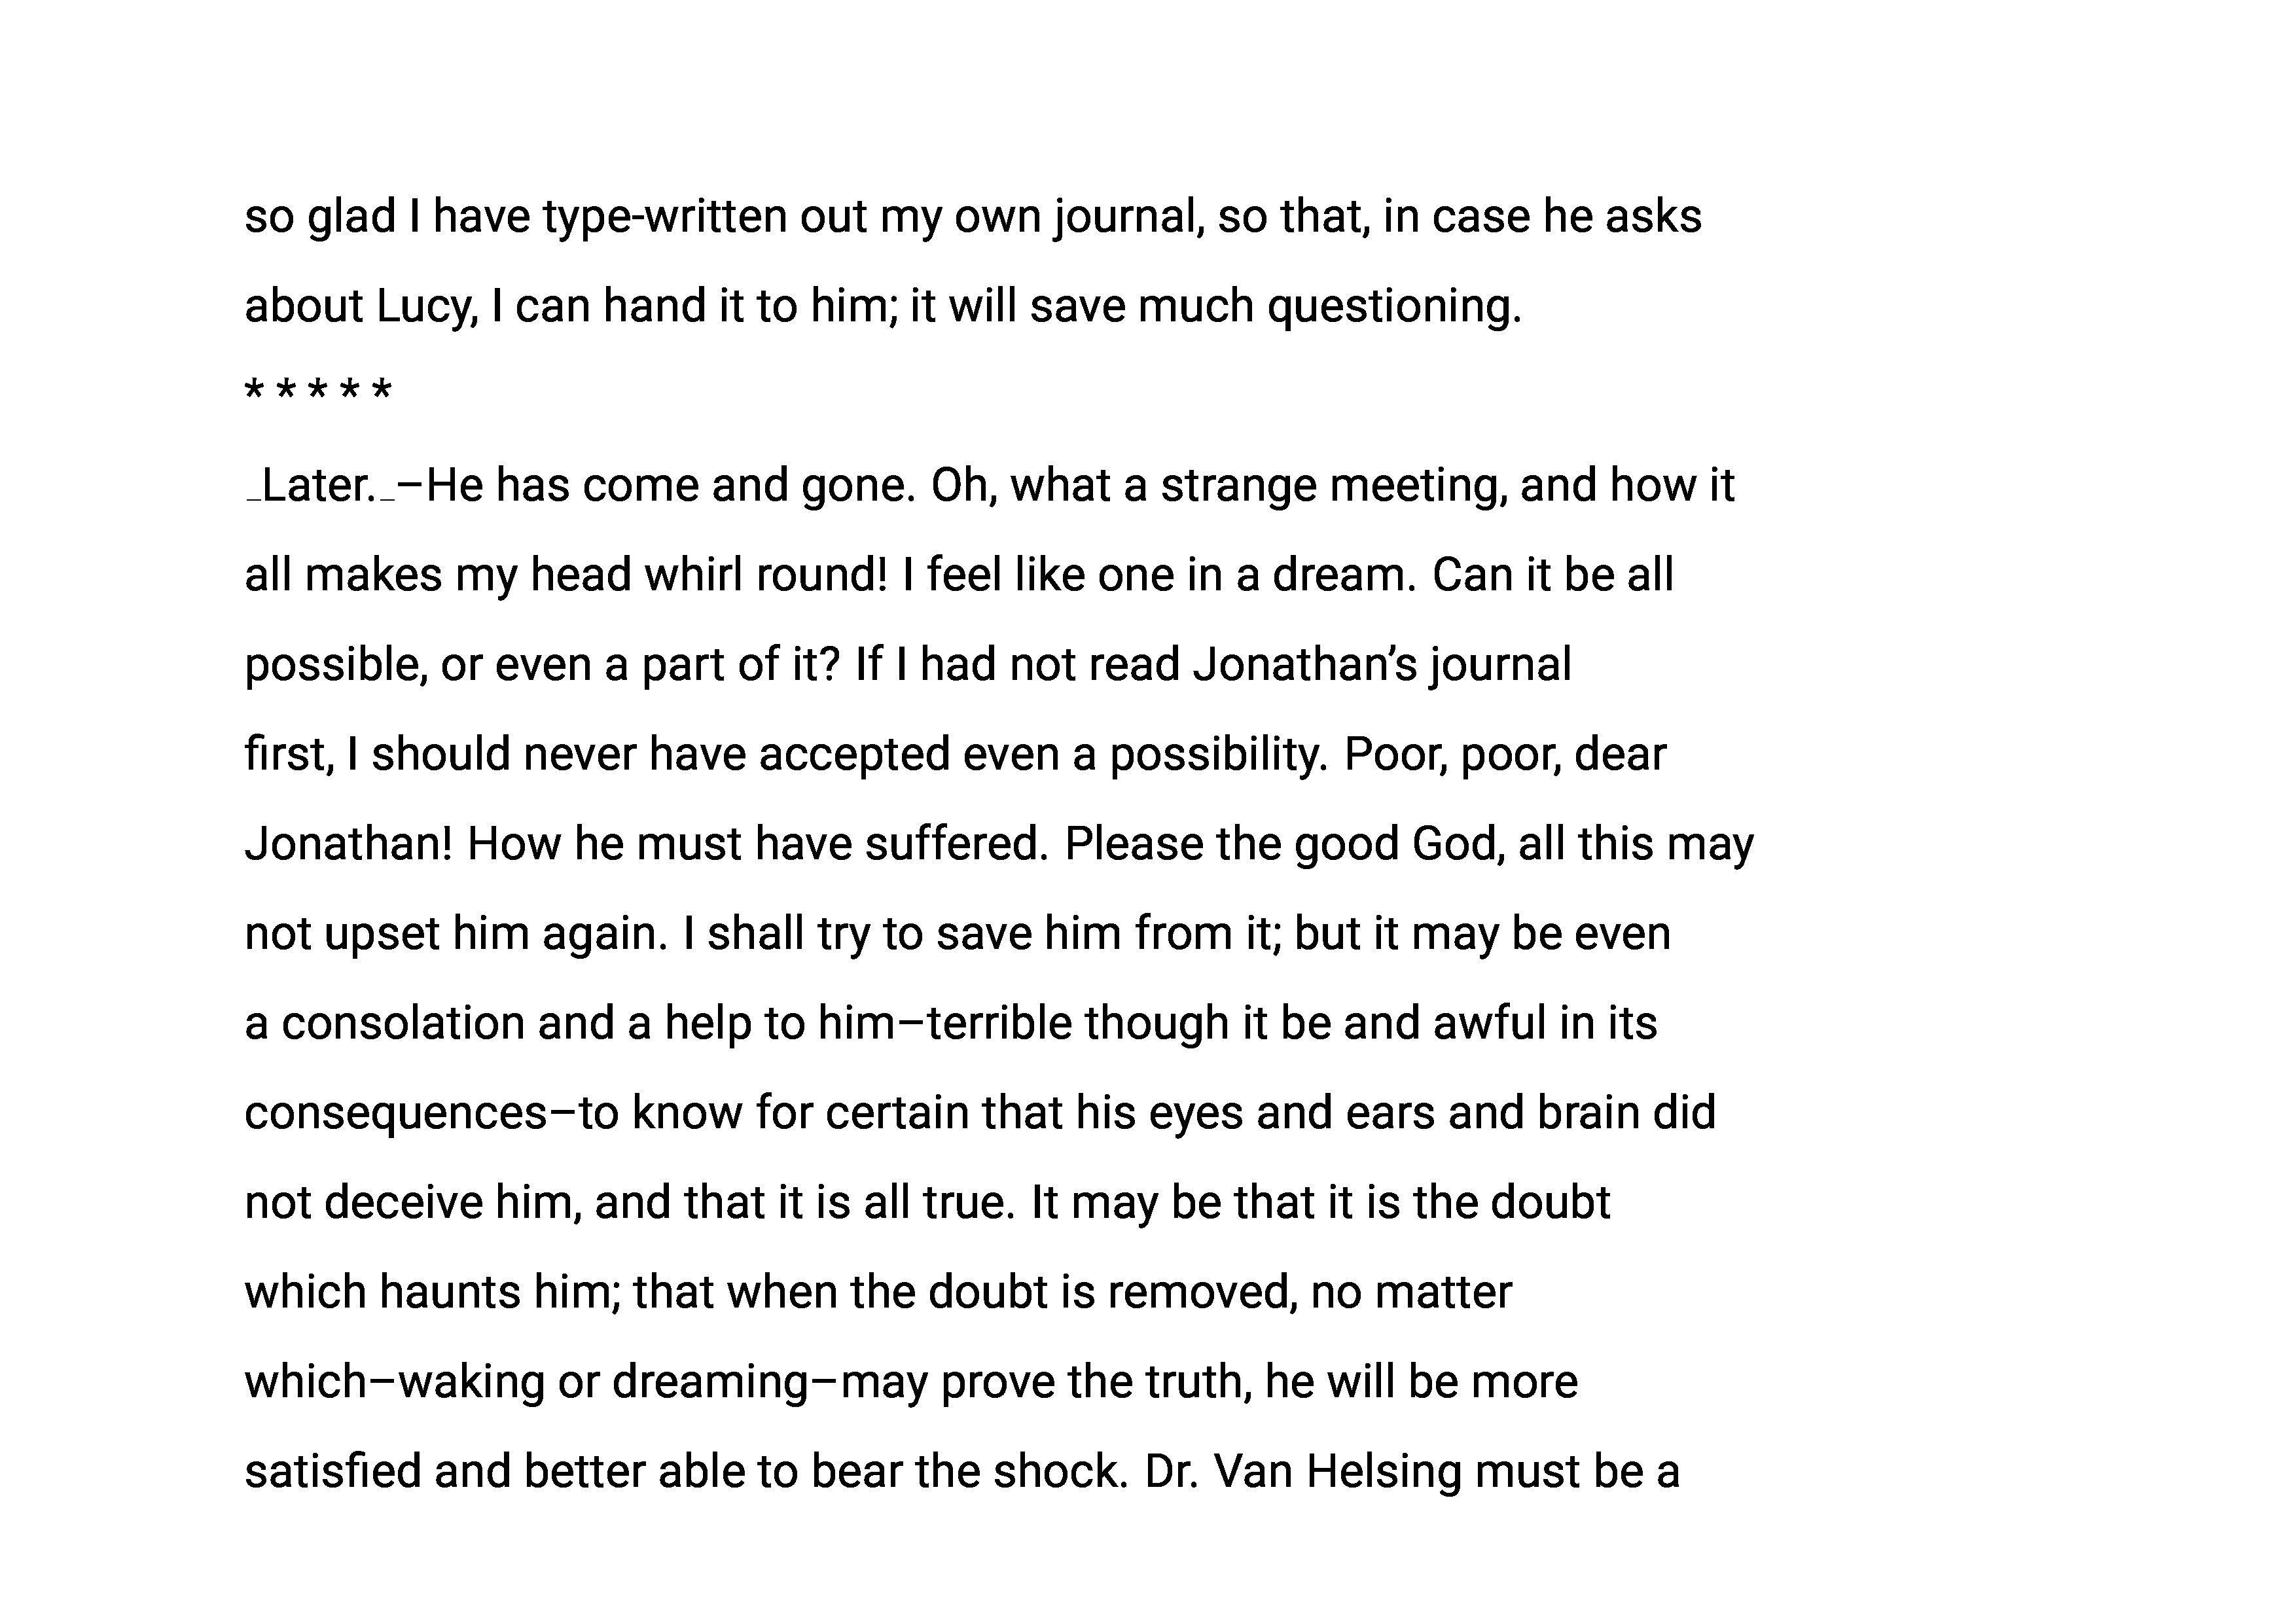 so glad I have type-written out my own journal, so that, in case he asks
about Lucy, I can hand it to him; it will save much questioning.
* * * * *
_Later._–He has come and gone. Oh, what a strange meeting, and how it
all makes my head whirl round! I feel like one in a dream. Can it be all
possible, or even a part of it? If I had not read Jonathan’s journal
first, I should never have accepted even a possibility. Poor, poor, dear
Jonathan! How he must have suffered. Please the good God, all this may
not upset him again. I shall try to save him from it; but it may be even
a consolation and a help to him–terrible though it be and awful in its
consequences–to know for certain that his eyes and ears and brain did
not deceive him, and that it is all true. It may be that it is the doubt
which haunts him; that when the doubt is removed, no matter
which–waking or dreaming–may prove the truth, he will be more
satisfied and better able to bear the shock. Dr. Van Helsing must be a